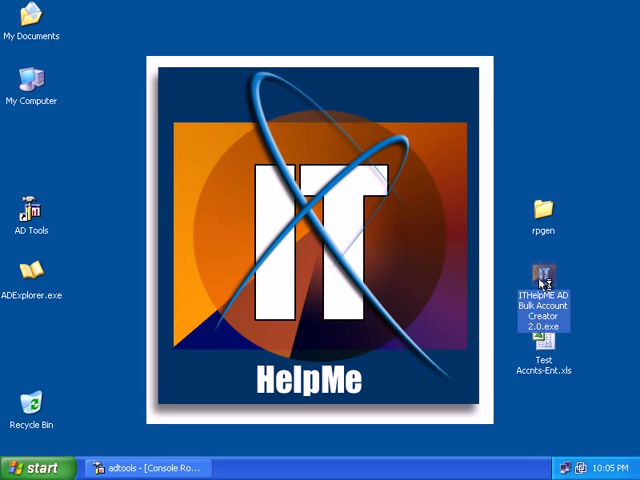 My Documents
My Computer
AD Tools
ADExplorer.exe
Recycle Bin
IT
HelpMe
rpgen
ITHelpME AD
Bulk Account
Creator
2.0.exe
Test
Accnts-Ent.xls
start
adtools - [Console Ro...
10:05 PM